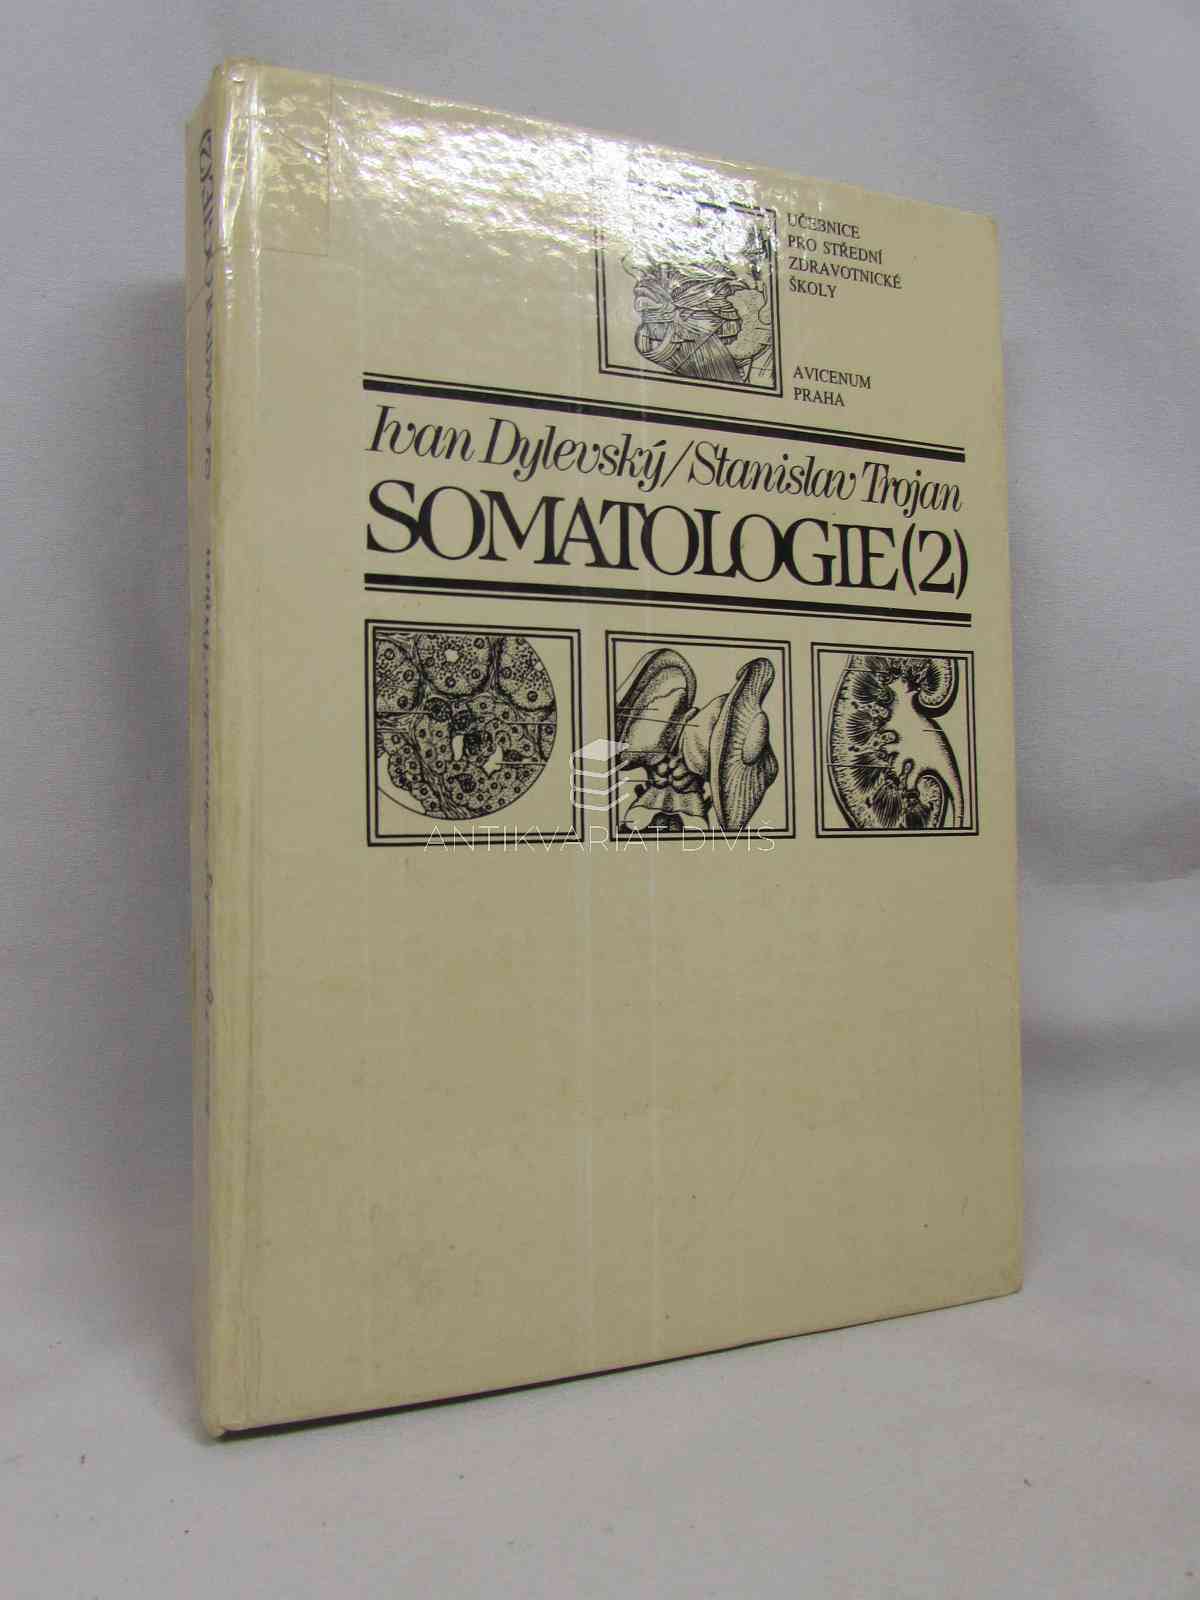 UČEBNICE
PRO STŘEDNÍ
ZDRAVOTNICKÉ
ŠKOLY
AVICENUM
PRAHA
Ivan Dylevský/Stanislav Trojan
SOMATOLOGIE(2)
ANTIKVARIÁT DIVIŠ